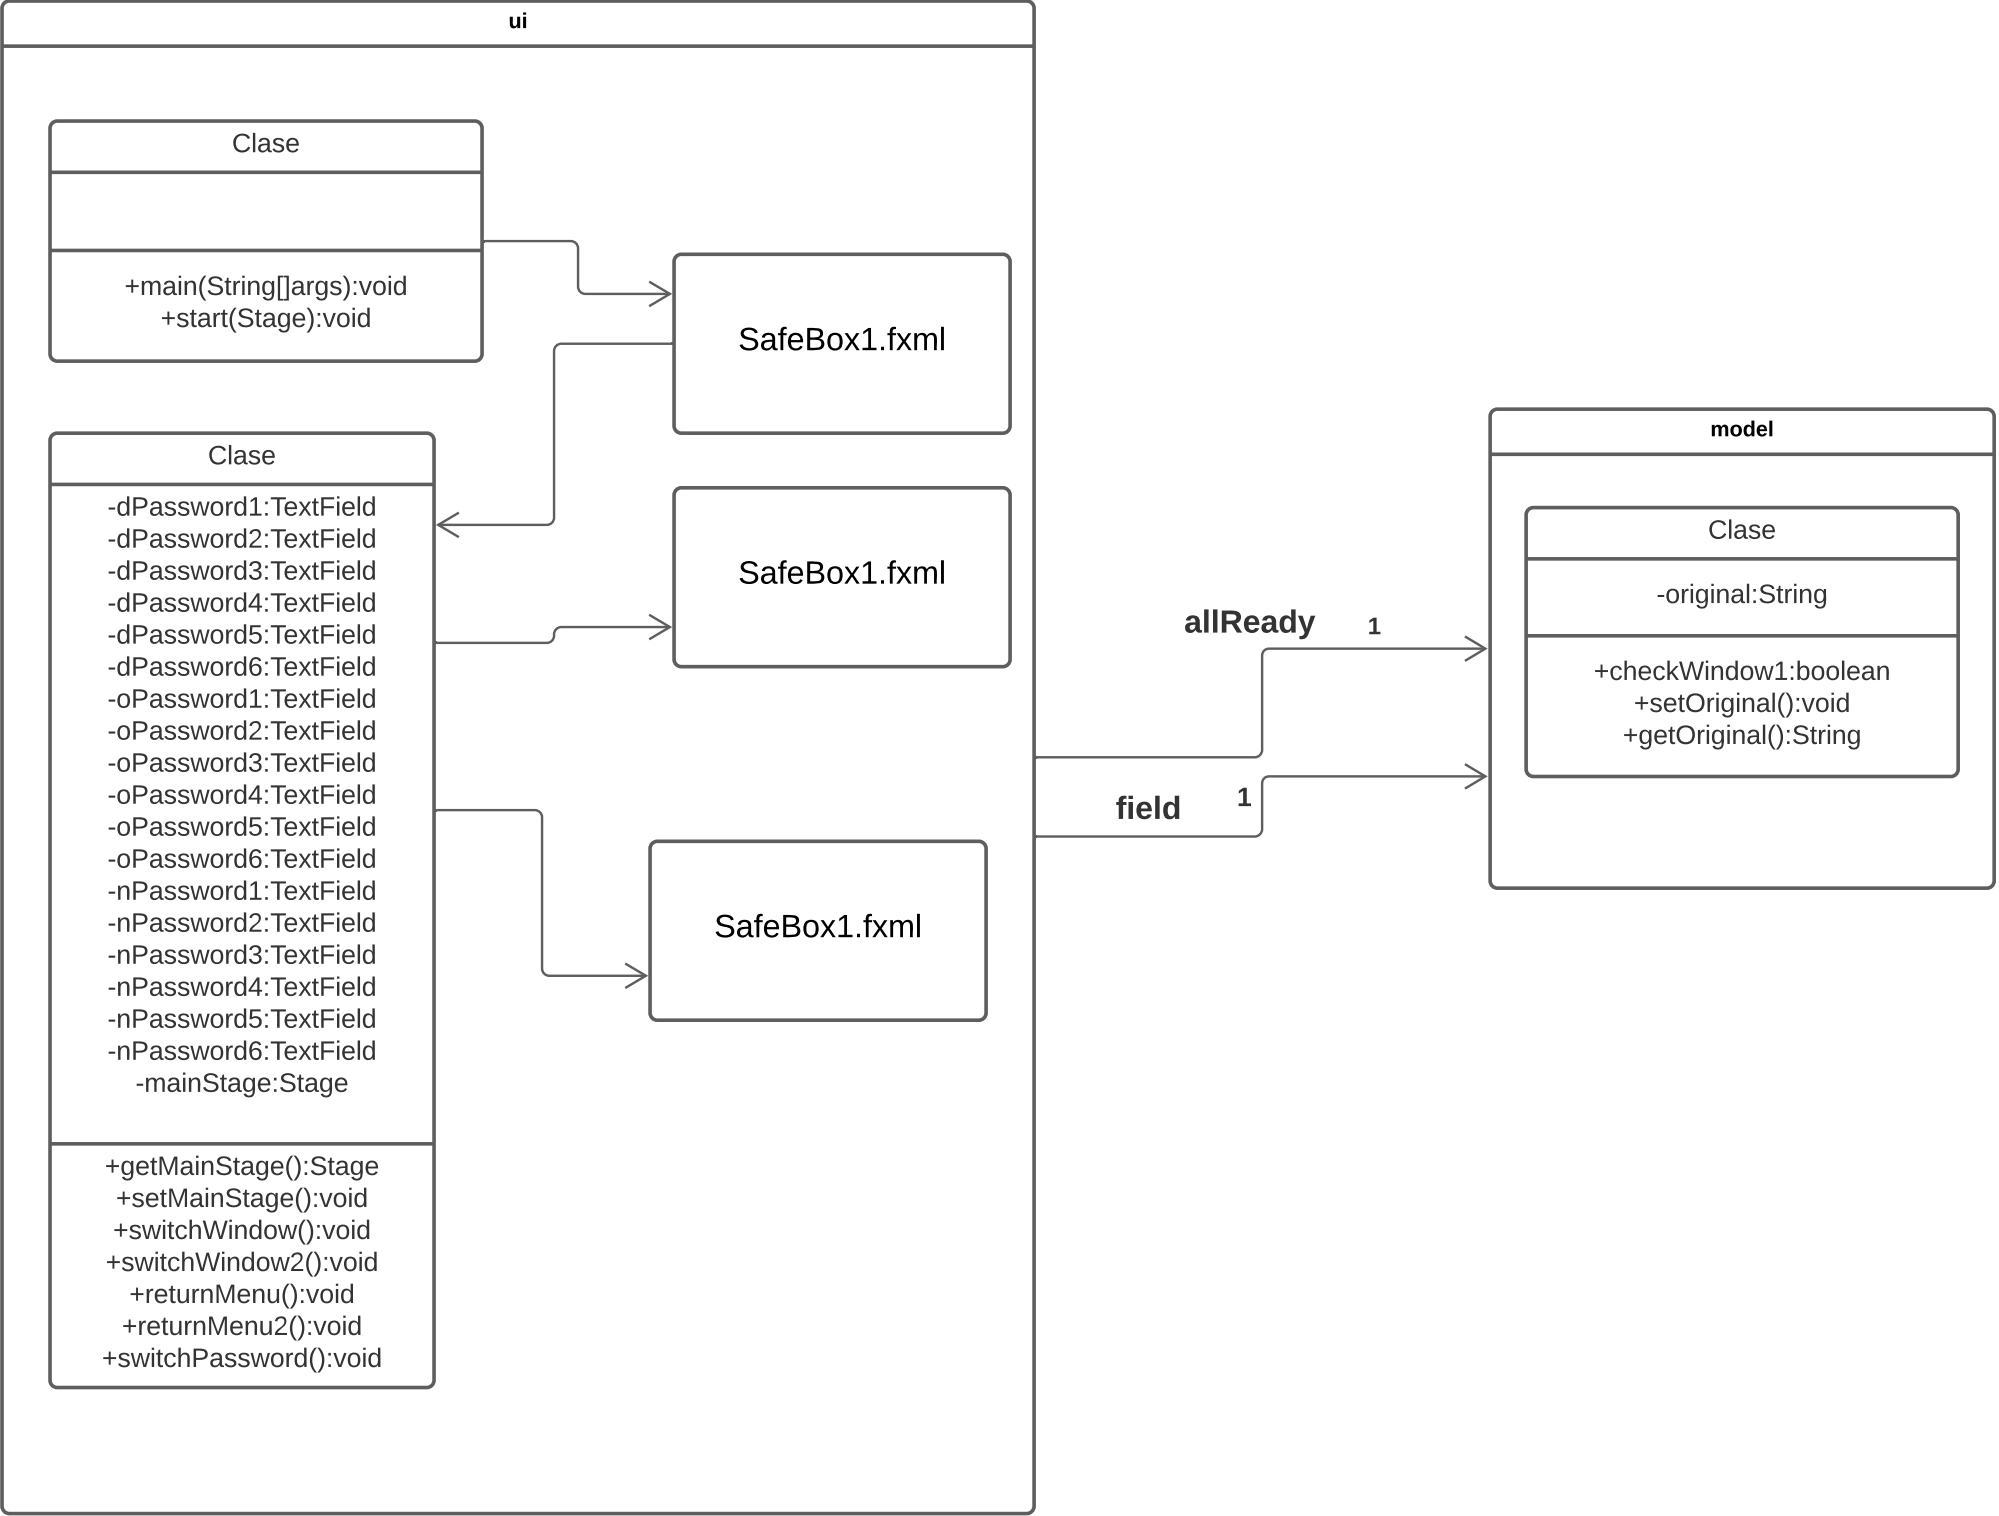 ui
Clase
+main(String[]args):void
+start(Stage):void
SafeBox1.fxml
Clase
-dPassword1:TextField
-dPassword2:TextField
-dPassword3:TextField
-dPassword4:TextField
-dPassword5:TextField
-dPassword6:TextField
-oPassword1:TextField
-oPassword2:TextField
-oPassword3:TextField
-oPassword4:TextField
-oPassword5:TextField
-oPassword6:TextField
-nPassword1:TextField
-nPassword2:TextField
-nPassword3:TextField
-nPassword4:TextField
-nPassword5:TextField
-nPassword6:TextField
-mainStage:Stage
+getMainStage():Stage
+setMainStage():void
+switchWindow():void
+switchWindow2():void
+returnMenu():void
+returnMenu2():void
+switchPassword():void
SafeBox1.fxml
SafeBox1.fxml
allReady
1
field
1
model
Clase
-original:String
+checkWindow1:boolean
+setOriginal():void
+getOriginal():String